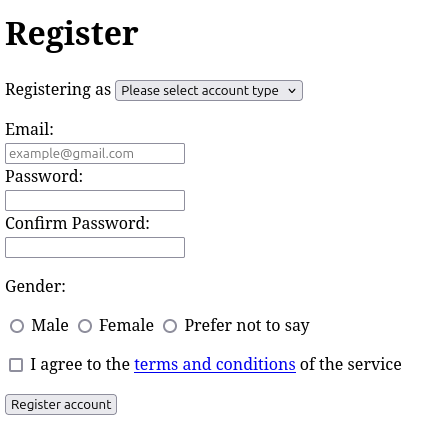 Register
Registering as Please select account type
Email:
example@gmail.com
Password:
Confirm Password:
Gender:
Male Female Prefer not to say
I agree to the terms and conditions of the service
Register account